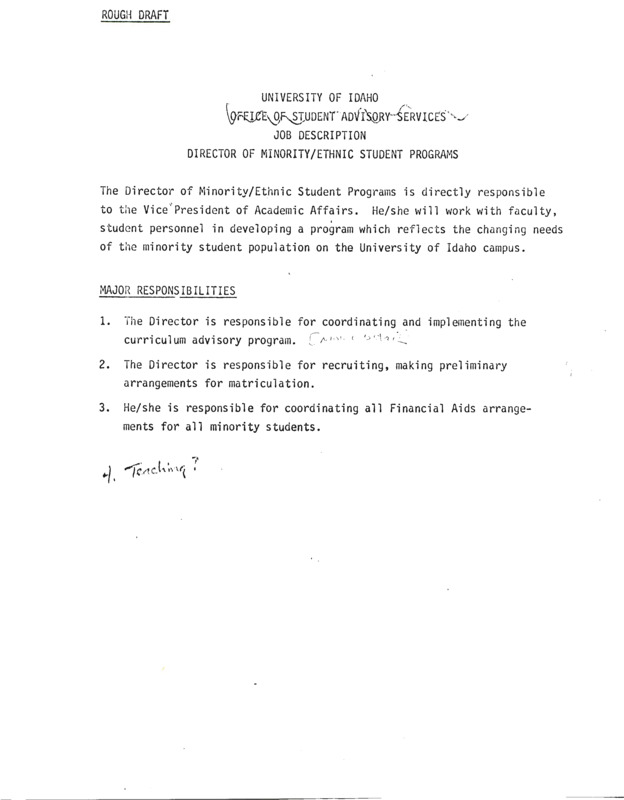 ROUGH DRAFT
UNIVERSITY OF IDAHO
OFFICE OF STUDENT ADVISORY SERVICES
JOB DESCRIPTION
DIRECTOR OF MINORITY/ETHNIC STUDENT PROGRAMS
The Director of Minority/Ethnic Student Programs is directly responsible
to the Vice President of Academic Affairs. He/she will work with faculty,
student personnel in developing a program which reflects the changing needs
of the minority student population on the University of Idaho campus.
MAJOR RESPONSIBILITIES
1. The Director is responsible for coordinating and implementing the
curriculum advisory program.
2. The Director is responsible for recruiting, making preliminary
arrangements for matriculation.
3. He/she is responsible for coordinating all Financial Aids arrange-
ments for all minority students.
4. Teaching?